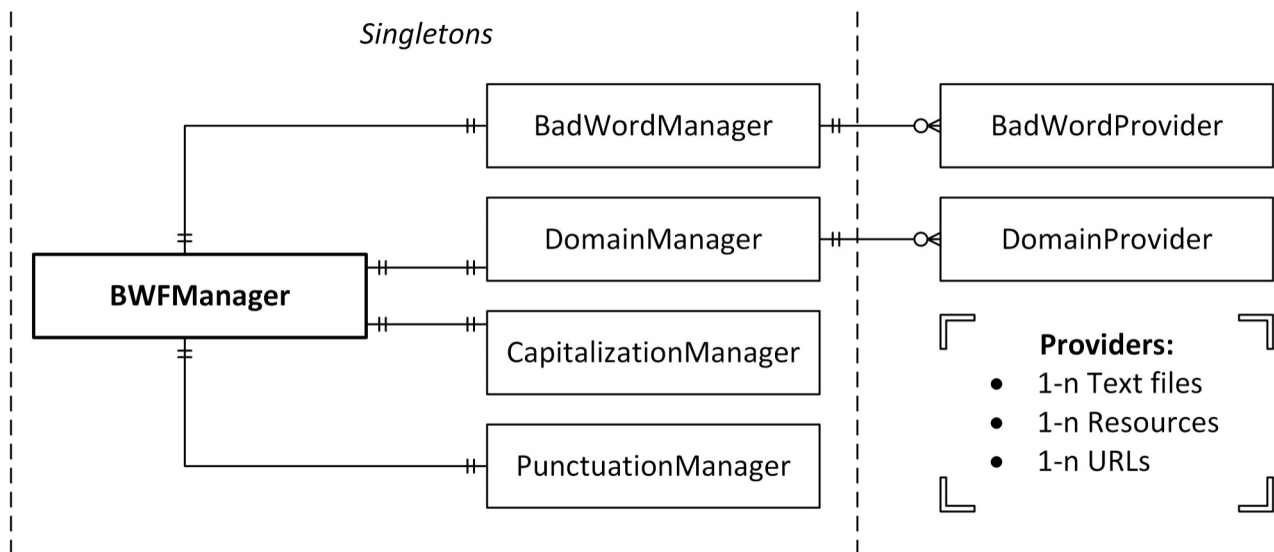 Singletons
BadWordManager
BadWordProvider
DomainManager
DomainProvider
BWFManager
CapitalizationManager
PunctuationManager
Providers:
● 1-n Text files
● 1-n Resources
● 1-n URLs